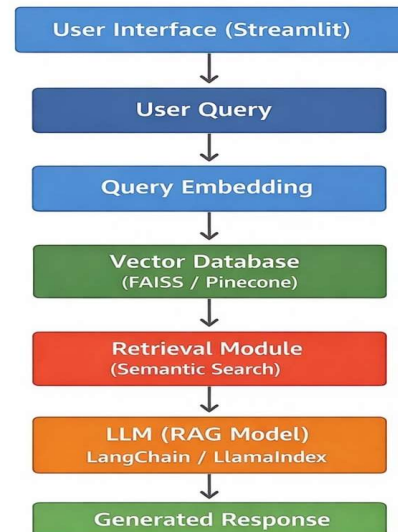 User Interface (Streamlit)
User Query
Query Embedding
Vector Database
(FAISS / Pinecone)
Retrieval Module
(Semantic Search)
LLM (RAG Model)
LangChain / LlamaIndex
Generated Response